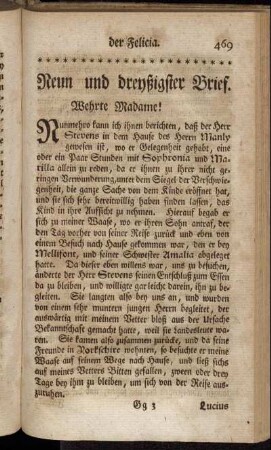 der Felicia. 469
Neun und dreyßigster Brief.
Wehrte Madame!
Nunmehro kann ich ihnen berichten, daß der Herr
Stevens in dem Hause des Herrn Manly
gewesen ist, wo er Gelegenheit gehabt, eine
oder ein Paar Stunden mit Sophronia und Ma-
rilla allein zu reden, da er ihnen zu ihrer nicht ge-
ringen Verwunderung, unter dem Siegel der Verschwie-
genheit, die ganze Sache von dem Kinde eröffnet hat,
und sie sich sehr bereitwillig haben finden lassen, das
Kind in ihre Aufsicht zu nehmen. Hierauf begab er
sich zu meiner Waase, wo er ihren Sohn antraf, der
den Tag vorher von seiner Reise zurück und eben von
einem Besuch nach Hause gekommen war, den er bey
Mellifont, und seiner Schwester Amalia abgeleget
hatte. Da dieser eben willens war, uns zu besuchen,
änderte der Herr Stevens seinen Entschluß zum Essen
da zu bleiben, und willigte gar leicht darein, ihn zu be-
gleiten. Sie langten also bey uns an, und wurden
von einem sehr muntern jungen Herrn begleitet, der
auswärtig mit meinem Vetter bloß aus der Ursache
Bekanntschaft gemacht hatte, weil sie Landesleute wa-
ren. Sie kamen also zusammen zurück, und da seine
Freunde in Yorkschire wohnten, so besuchte er meine
Waase auf seinem Wege nach Hause, und ließ sichs
auf meines Vetters Bitten gefallen, zween oder drey
Tage bey ihm zu bleiben, um sich von der Reise aus-
zuruhen.
Gg 3 Lucius